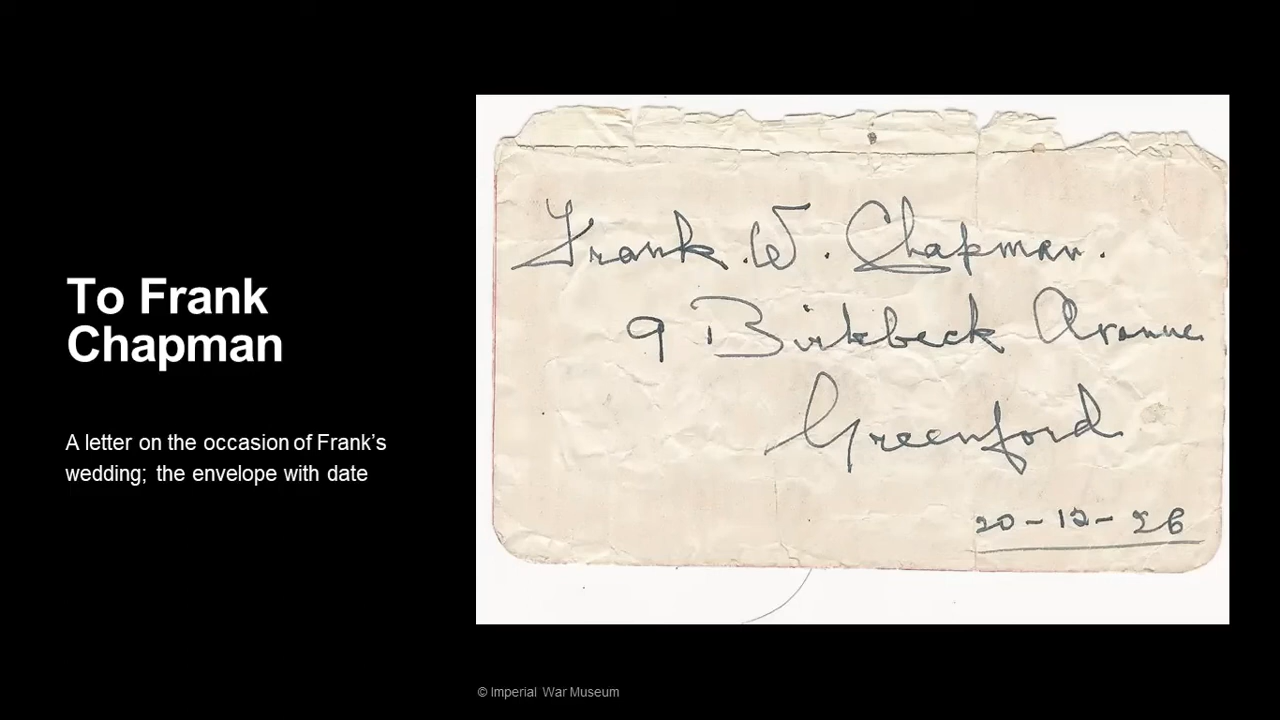 To Frank
Chapman
A letter on the occasion of Frank’s
wedding; the envelope with date
Frank .W. Chapman.
9 Birkbeck Avenue
Greenford
20-12-26
© Imperial War Museum